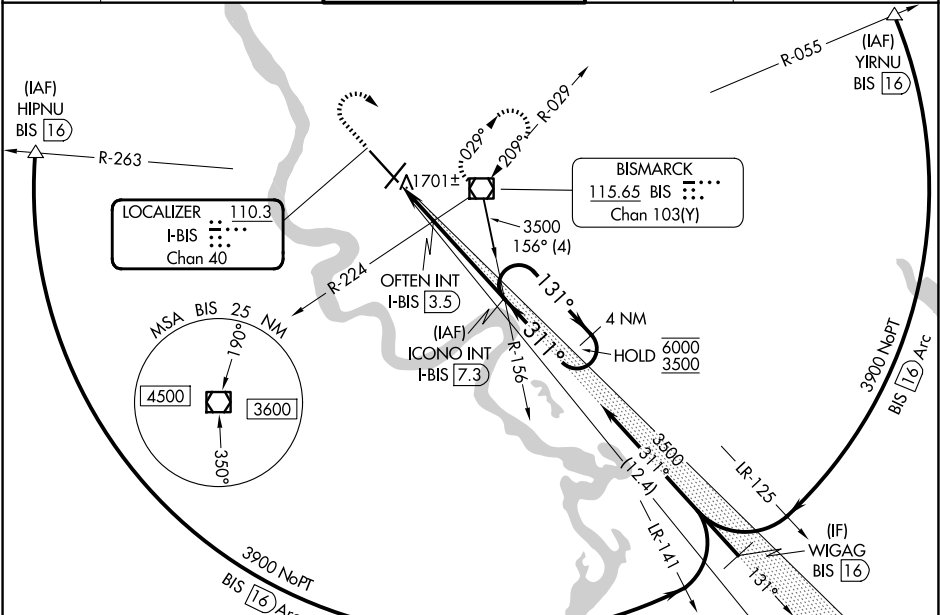 (IAF)
HIPNU
BIS 16
R-263
(IAF)
YIRNU
BIS 16
R-055
R-029
029°
209°
1701±
BISMARCK
115.65 BIS
Chan 103(Y)
LOCALIZER 110.3
I-BIS
Chan 40
3500
156° (4)
R-224
OFTEN INT
I-BIS 3.5
(IAF)
ICONO INT
I-BIS 7.3
R-156
131°
311°
4 NM
HOLD 6000
3500
MSA BIS 25 NM
190°
4500
3600
350°
3900 NoPT
BIS 16 Arc
3500
311°
(12.4)
LR-125
LR-141
(IF)
WIGAG
BIS 16
131°
3900 NoPT
BIS 16 Arc